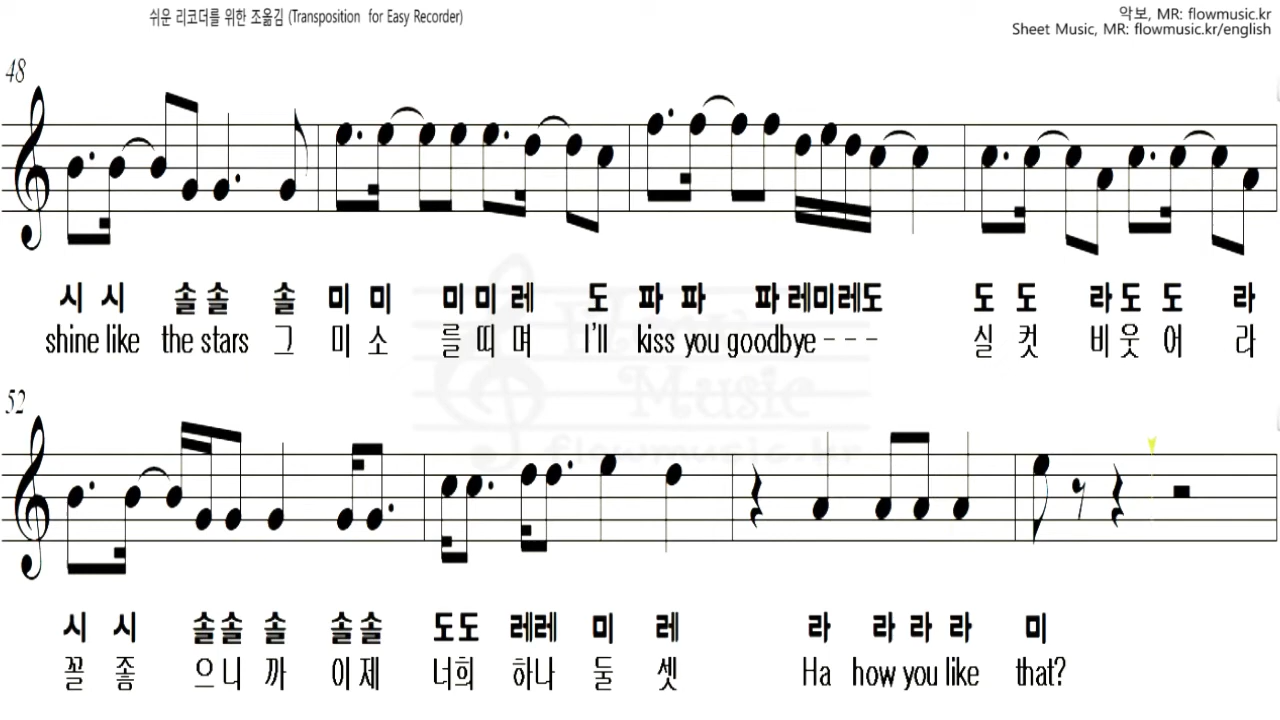 쉬운 리코더를 위한 조옮김 (Transposition for Easy Recorder)
악보, MR: flowmusic.kr
Sheet Music, MR: flowmusic.kr/english
48
시 시 솔 솔 솔 미 미 미 미 레 도 파 파 파 레 미 레 도 도 도 라 도 도 라
shine like the stars 그 미 소 를 띠 며 I'll kiss you goodbye - - - 실 컷 비 웃 어 라
Flow Music
flowmusic.kr
52
시 시 솔 솔 솔 솔 솔 도 도 레 레 미 레 라 라 라 라 미
꼴 좋 으 니 까 이 제 너 희 하 나 둘 셋 Ha how you like that?